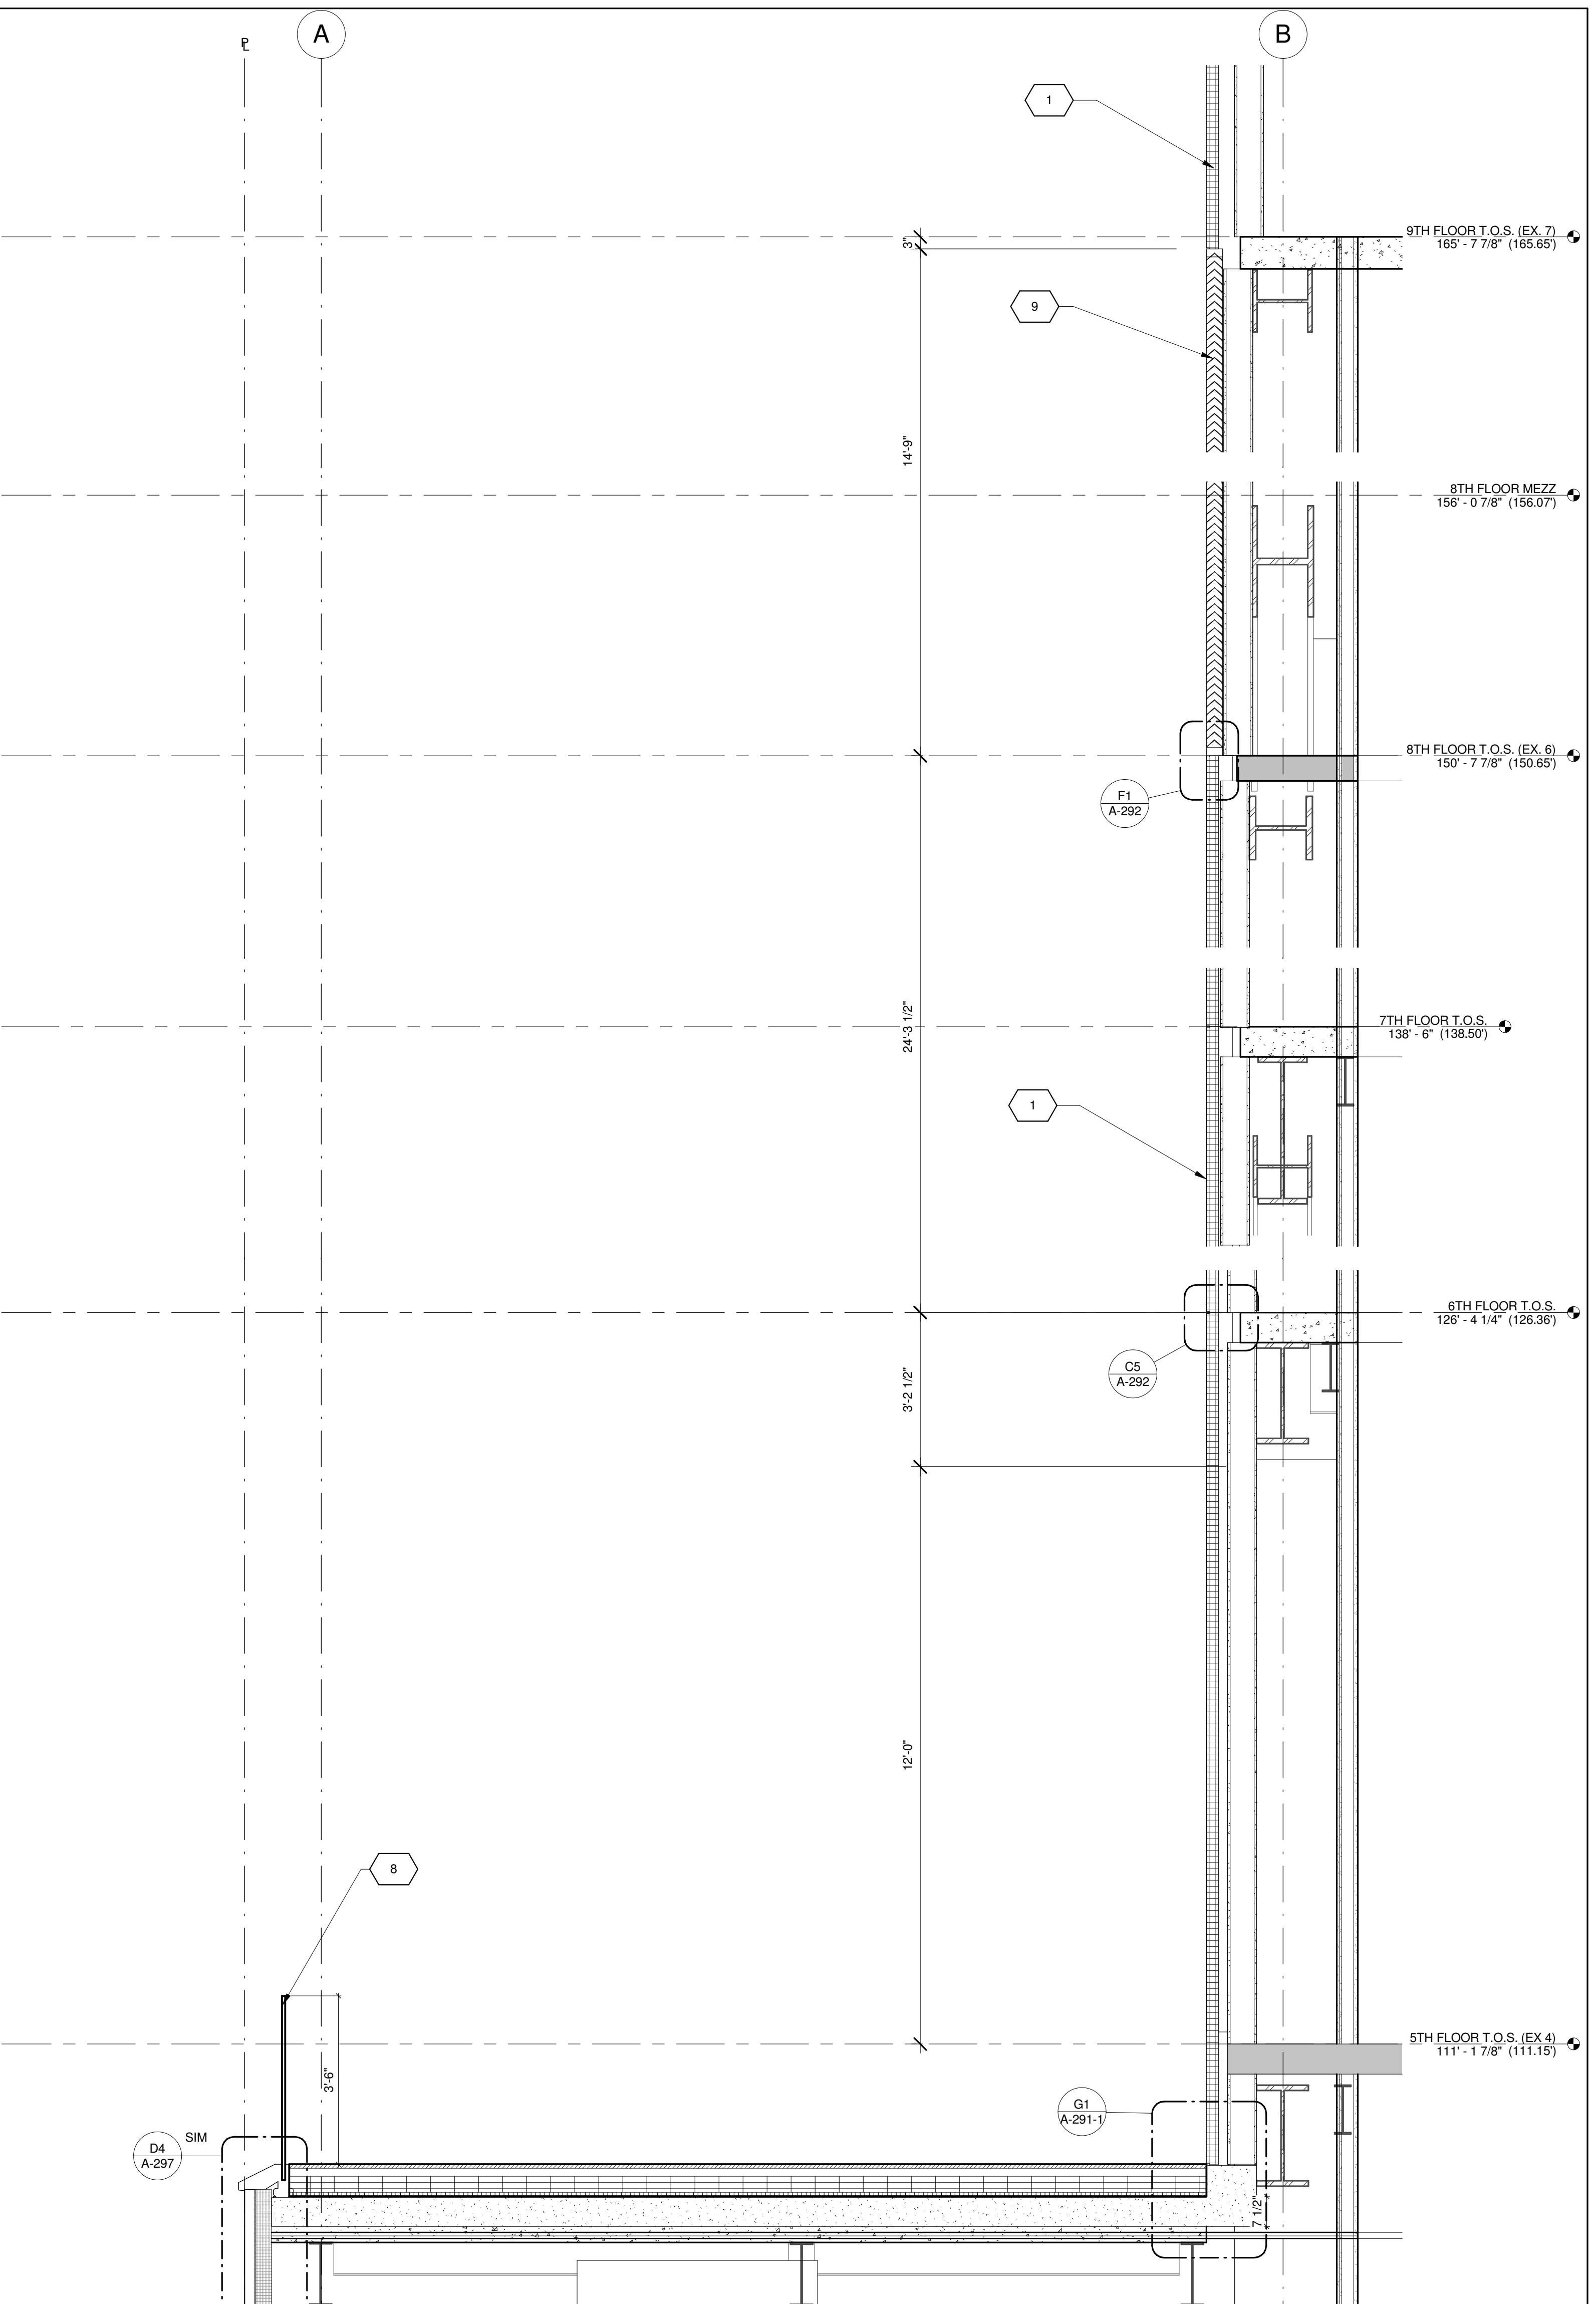 A
B
PL
1
9TH FLOOR T.O.S. (EX. 7)
165' - 7 7/8" (165.65')
3"
9
14'-9"
8TH FLOOR MEZZ
156' - 0 7/8" (156.07')
8TH FLOOR T.O.S. (EX. 6)
150' - 7 7/8" (150.65')
F1
A-292
24'-3 1/2"
7TH FLOOR T.O.S.
138' - 6" (138.50')
1
6TH FLOOR T.O.S.
126' - 4 1/4" (126.36')
C5
A-292
3'-2 1/2"
12'-0"
8
5TH FLOOR T.O.S. (EX 4)
111' - 1 7/8" (111.15')
3'-6"
G1
A-291-1
SIM
D4
A-297
7 1/2"